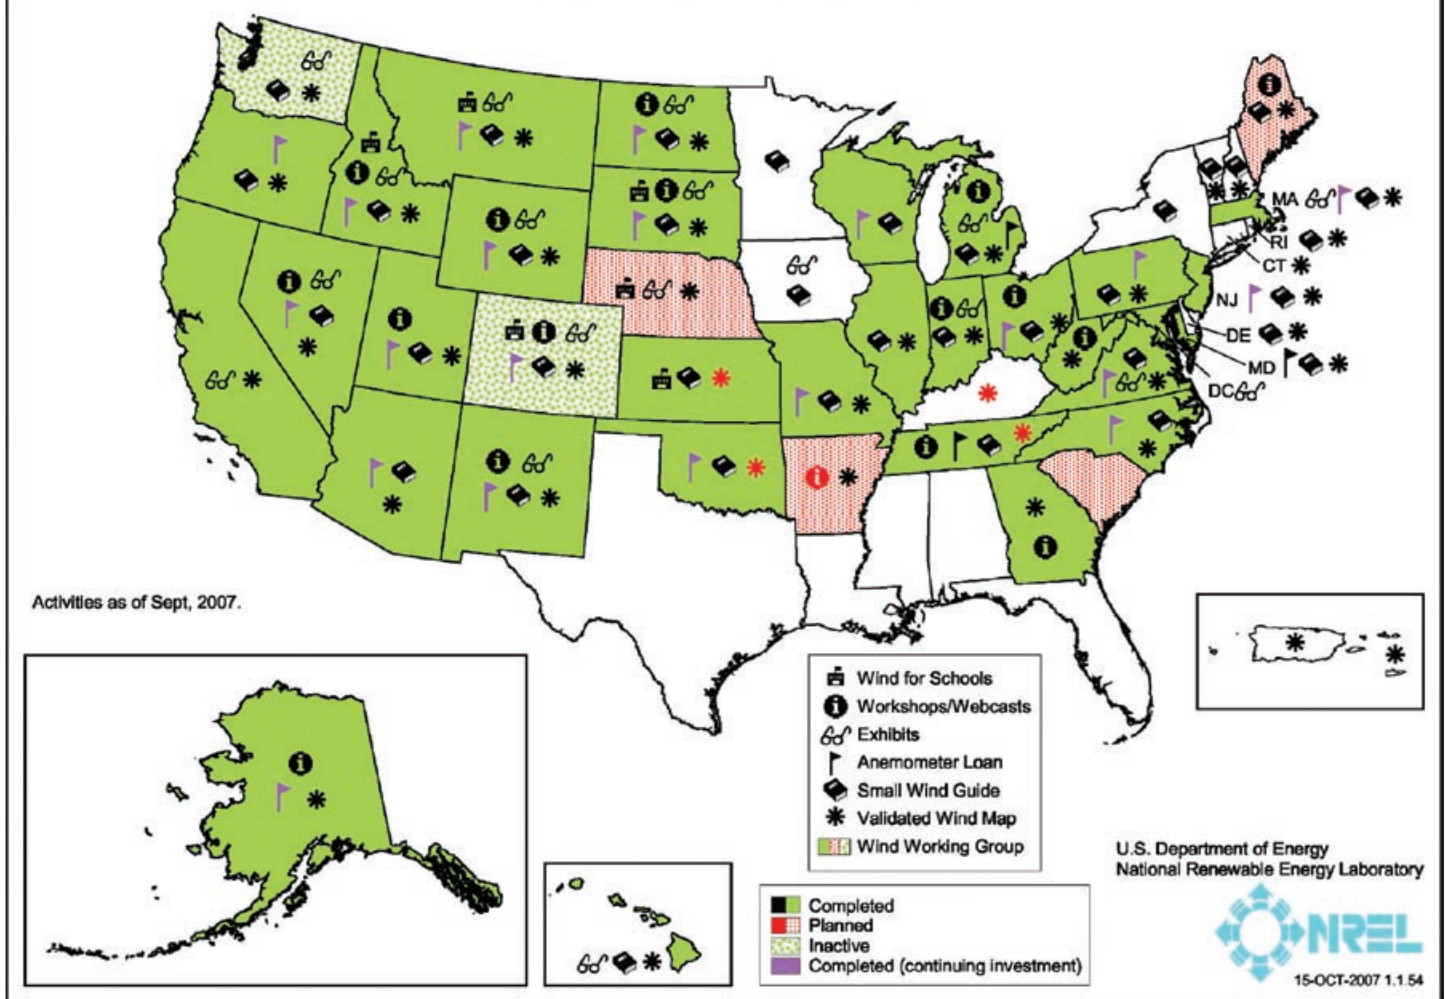 MA
RI
CT
NJ
DE
MD
DC
Activities as of Sept, 2007.
Wind for Schools
Workshops/Webcasts
Exhibits
Anemometer Loan
Small Wind Guide
Validated Wind Map
Wind Working Group
Completed
Planned
Inactive
Completed (continuing investment)
U.S. Department of Energy
National Renewable Energy Laboratory
NREL
15-OCT-2007 1.1.54